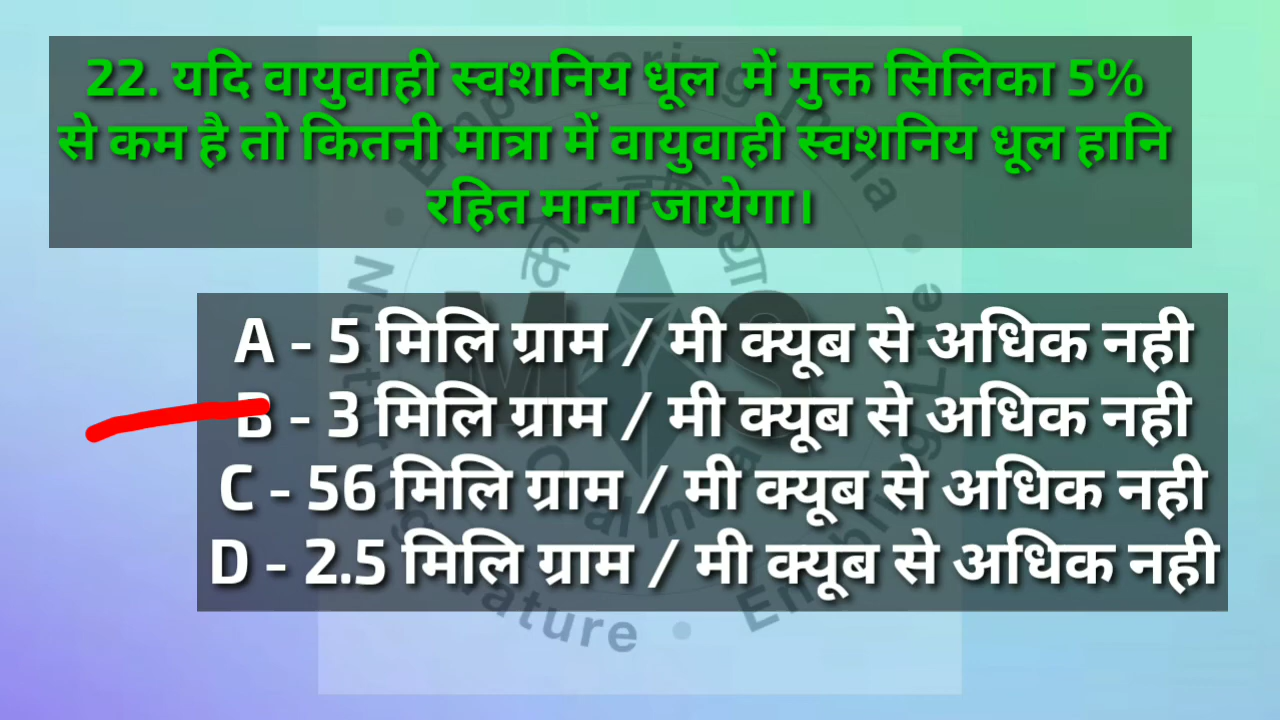 22. यदि वायुवाही स्वशनिय धूल में मुक्त सिलिका 5%
से कम है तो कितनी मात्रा में वायुवाही स्वशनिय धूल हानि
रहित माना जायेगा।
A - 5 मिलि ग्राम / मी क्यूब से अधिक नही
B - 3 मिलि ग्राम / मी क्यूब से अधिक नही
C - 56 मिलि ग्राम / मी क्यूब से अधिक नही
D - 2.5 मिलि ग्राम / मी क्यूब से अधिक नही